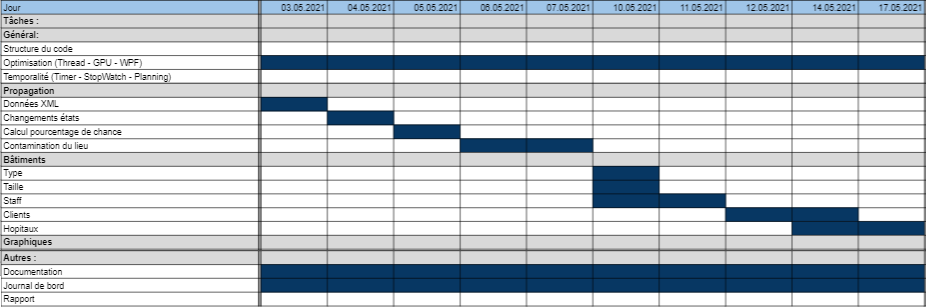 Jour 03.05.2021 04.05.2021 05.05.2021 06.05.2021 07.05.2021 10.05.2021 11.05.2021 12.05.2021 14.05.2021 17.05.2021
Tâches :
Général:
Structure du code
Optimisation (Thread - GPU - WPF)
Temporalité (Timer - StopWatch - Planning)
Propagation
Données XML
Changements états
Calcul pourcentage de chance
Contamination du lieu
Bâtiments
Type
Taille
Staff
Clients
Hopitaux
Graphiques
Autres :
Documentation
Journal de bord
Rapport